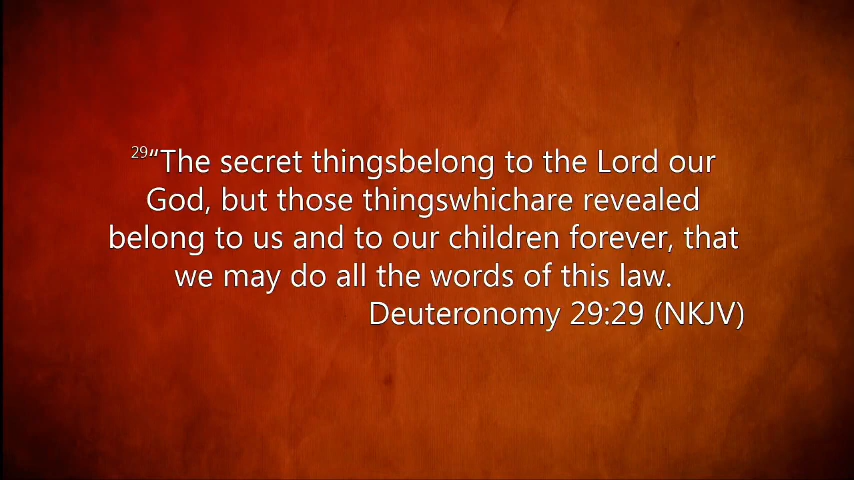 29“The secret thingsbelong to the Lord our
God, but those thingswhichare revealed
belong to us and to our children forever, that
we may do all the words of this law.
Deuteronomy 29:29 (NKJV)